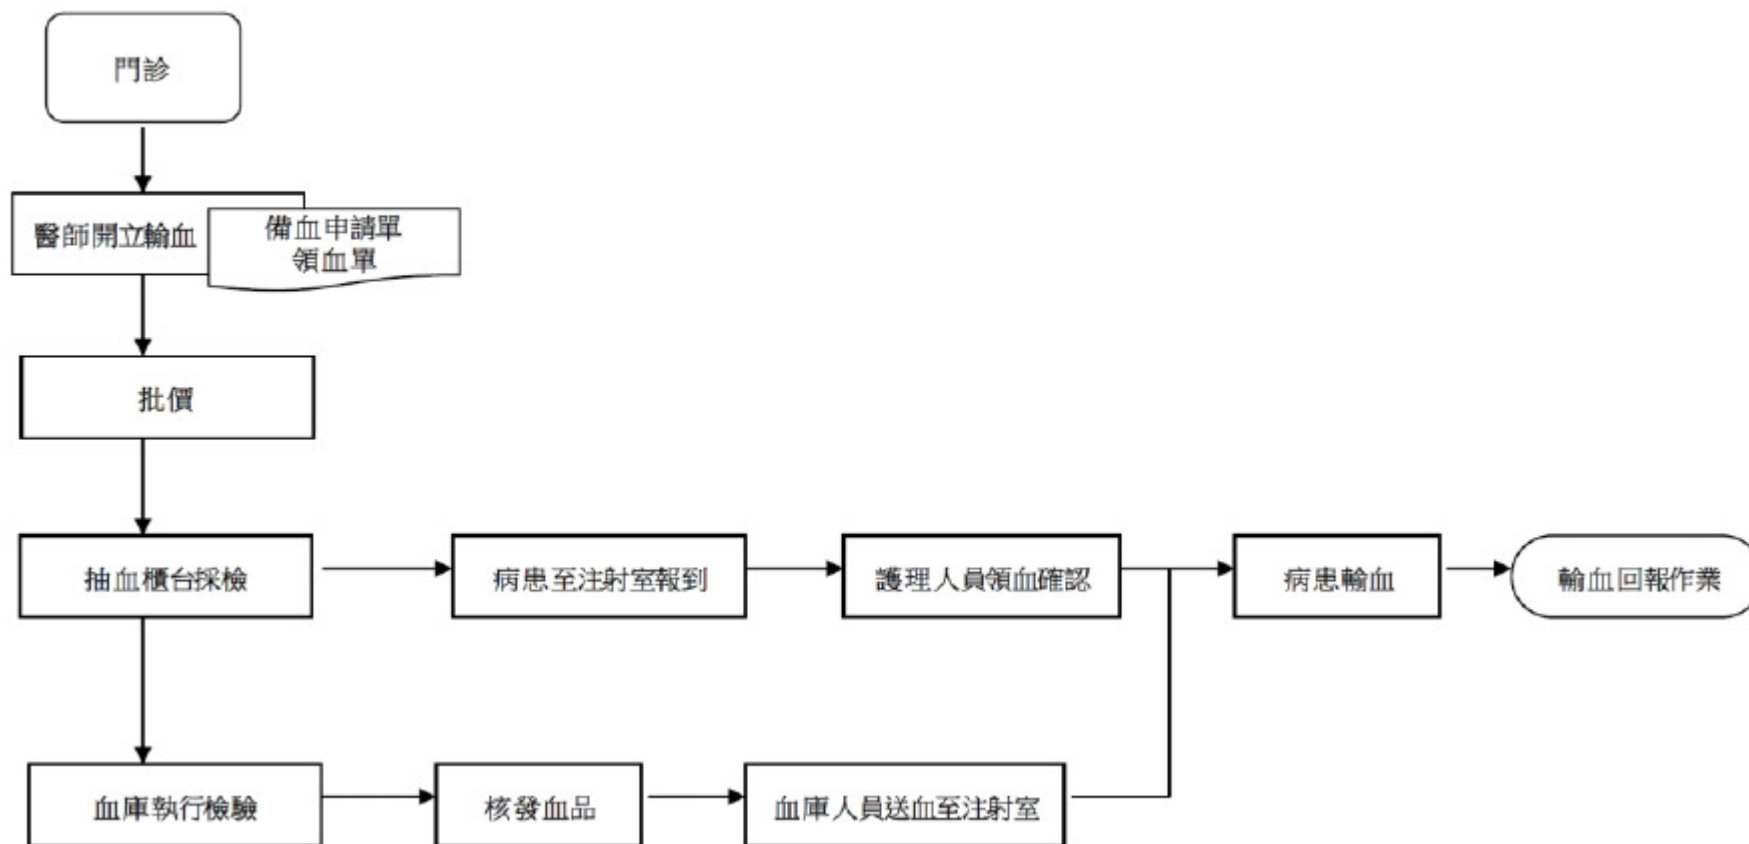 門診
醫師開立輸血
備血申請單
領血單
批價
抽血櫃台採檢
病患至注射室報到
護理人員領血確認
病患輸血
輸血回報作業
血庫執行檢驗
核發血品
血庫人員送血至注射室